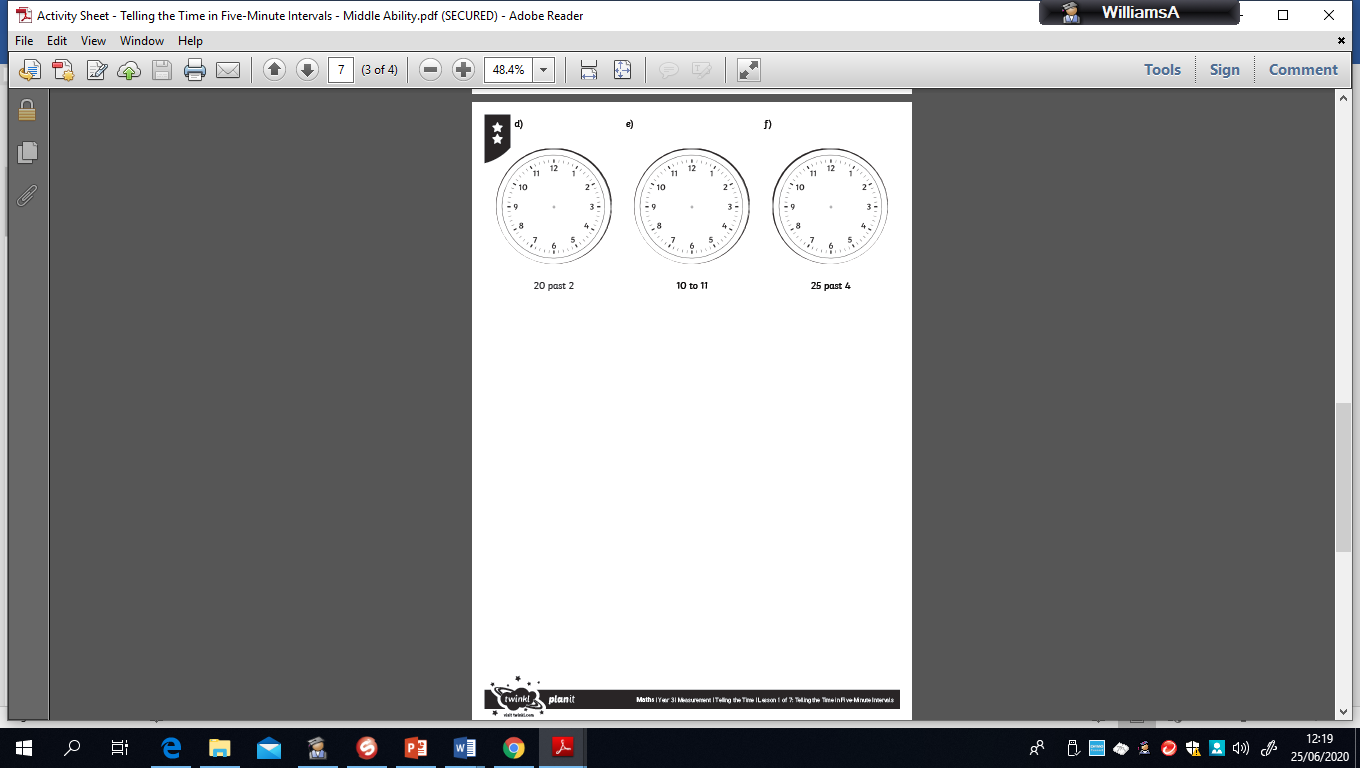 Activity Sheet - Telling the Time in Five-Minute Intervals - Middle Ability.pdf (SECURED) - Adobe Reader
WilliamsA
File Edit View Window Help
7 (3 of 4) 48.4% Tools Sign Comment
d) e) f)
12 1 2 3 4 5 6 7 8 9 10 11
12 1 2 3 4 5 6 7 8 9 10 11
12 1 2 3 4 5 6 7 8 9 10 11
20 past 2 10 to 11 25 past 4
twinkl planit Maths | Year 3 | Measurement | Telling the Time | Lesson 1 of 7: Telling the Time in Five-Minute Intervals
visit twinkl.com
12:19
25/06/2020